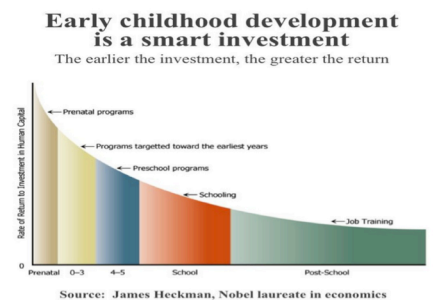 Early childhood development
is a smart investment
The earlier the investment, the greater the return
Rate of Return to Investment in Human Capital
Prenatal programs
Programs targetted toward the earliest years
Preschool programs
Schooling
Job Training
0
Prenatal 0–3 4–5 School Post-School
Source: James Heckman, Nobel laureate in economics